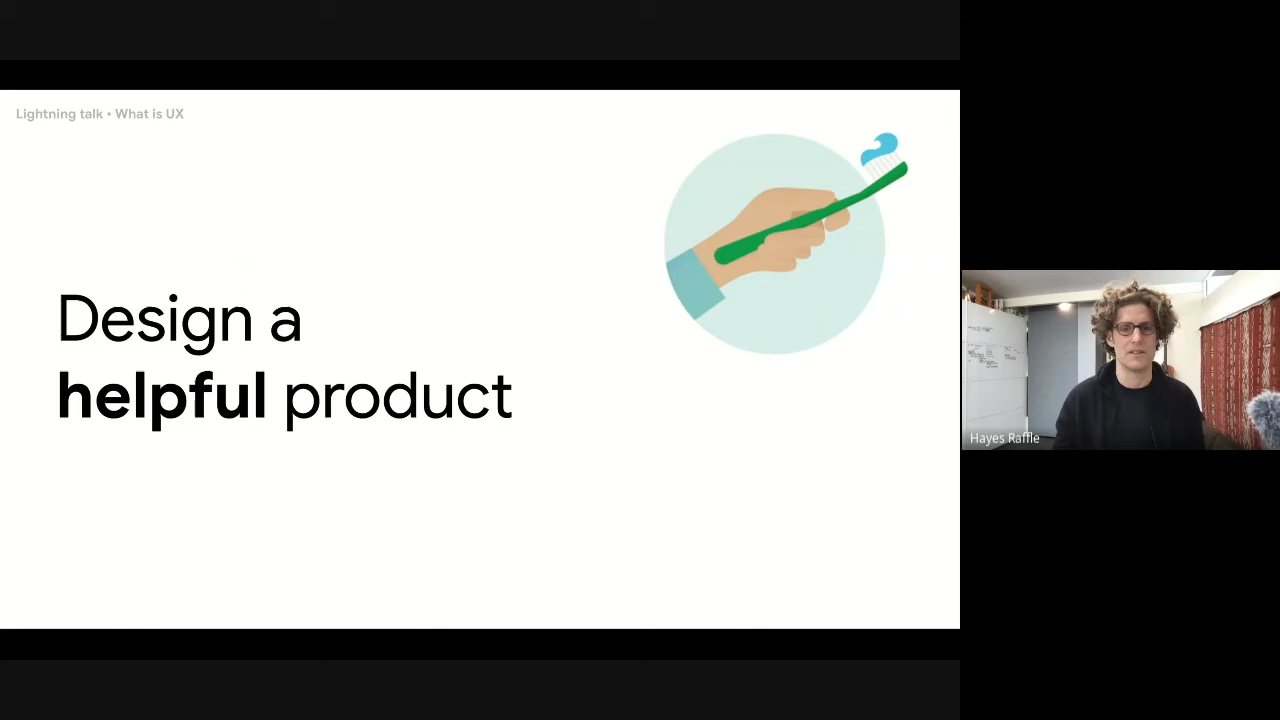 Lightning talk • What is UX
Design a
helpful product
Hayes Raffle